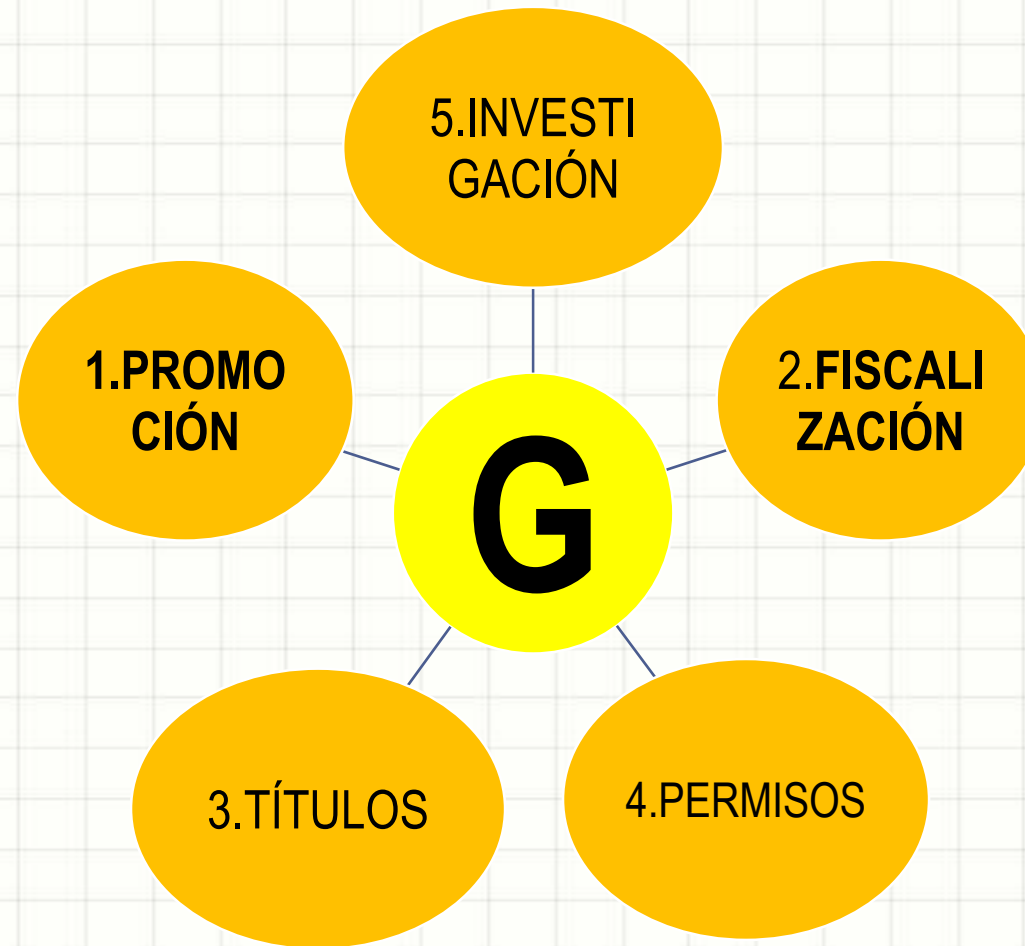 5.INVESTI
GACIÓN
1.PROMO
CIÓN
2.FISCALI
ZACIÓN
G
3.TÍTULOS
4.PERMISOS